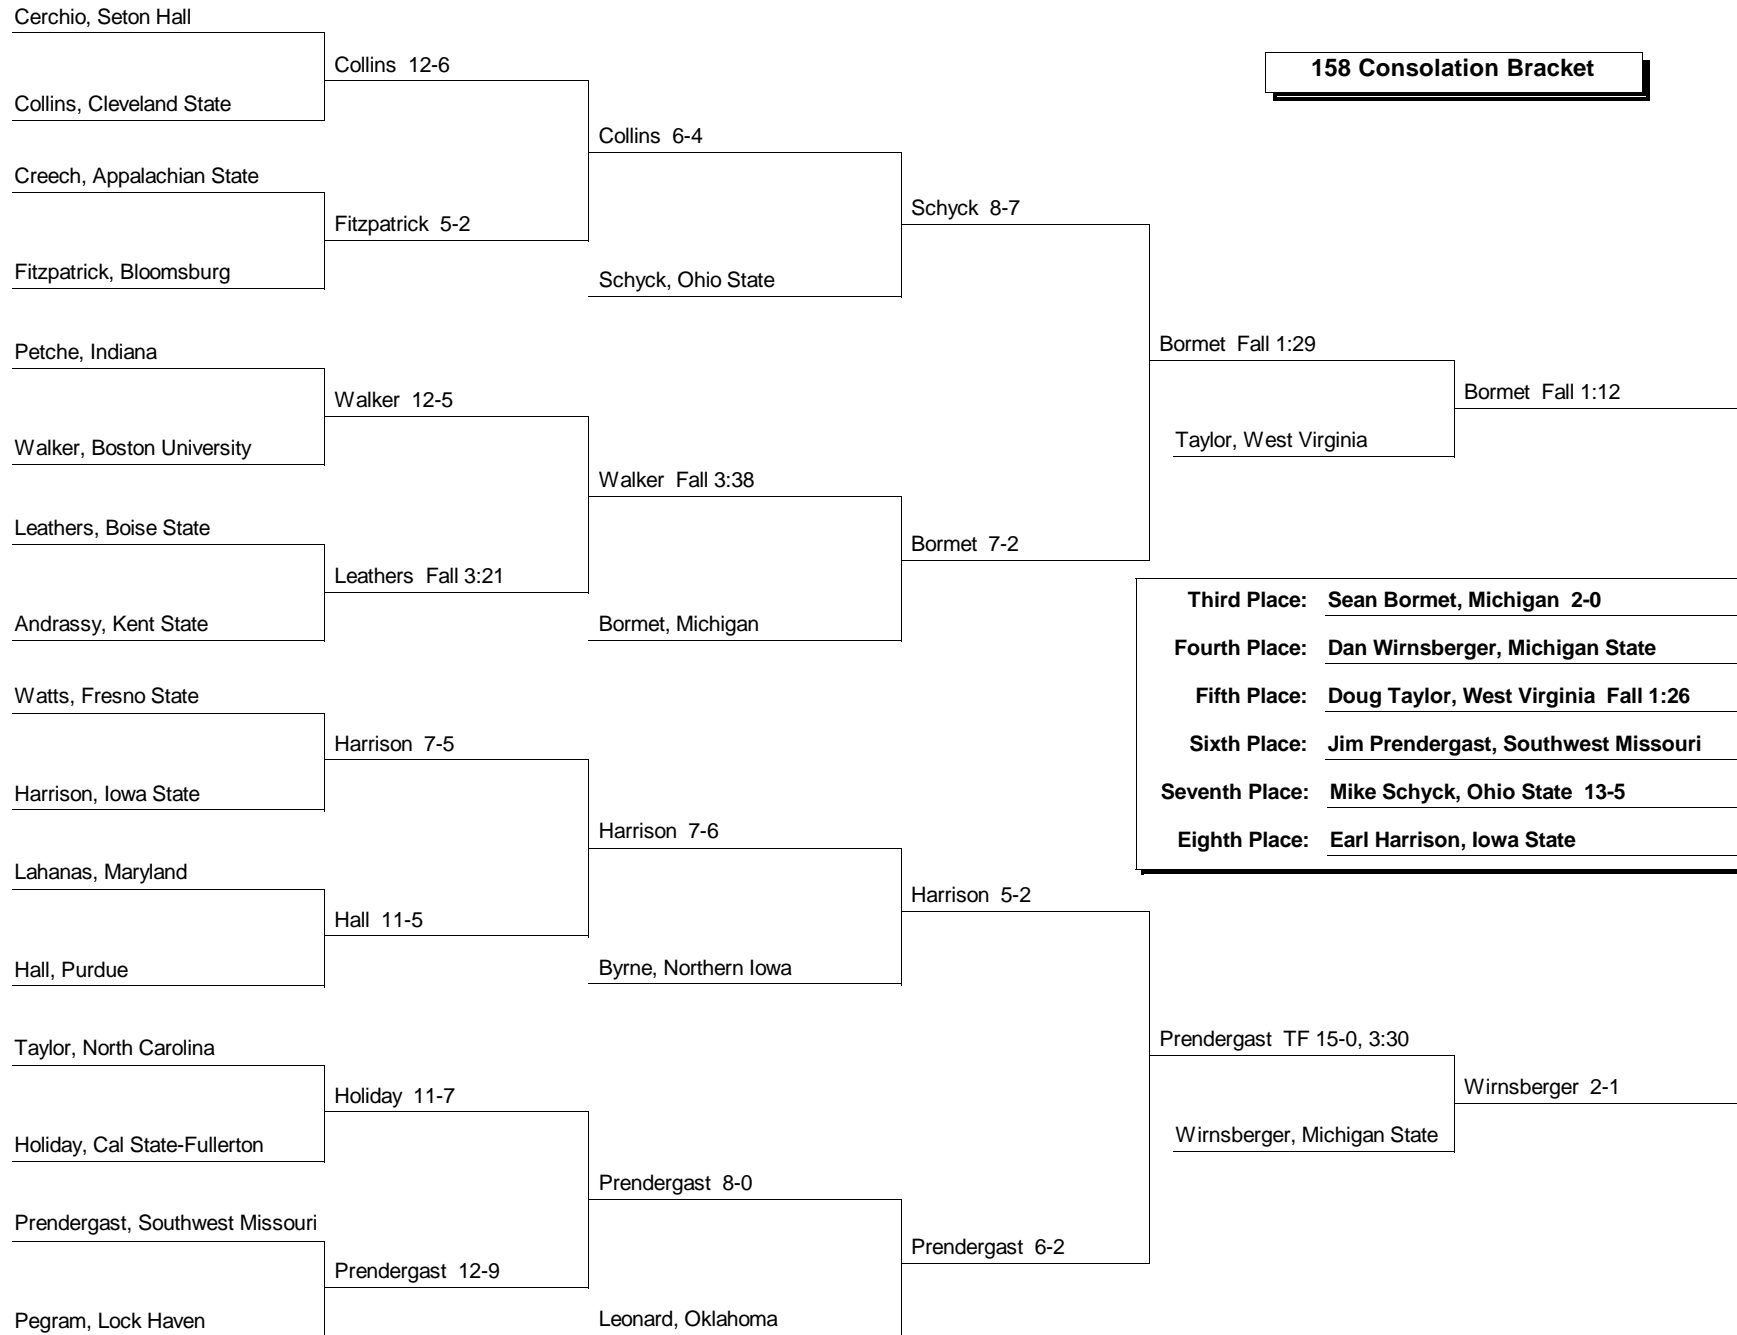 Cerchio, Seton Hall
158 Consolation Bracket
Collins 12-6
Collins, Cleveland State
Collins 6-4
Creech, Appalachian State
Schyck 8-7
Fitzpatrick 5-2
Fitzpatrick, Bloomsburg
Schyck, Ohio State
Bormet Fall 1:29
Petche, Indiana
Bormet Fall 1:12
Walker 12-5
Taylor, West Virginia
Walker, Boston University
Walker Fall 3:38
Leathers, Boise State
Bormet 7-2
Leathers Fall 3:21
Third Place: Sean Bormet, Michigan 2-0
Andrassy, Kent State
Bormet, Michigan
Fourth Place: Dan Wirnsberger, Michigan State
Watts, Fresno State
Fifth Place: Doug Taylor, West Virginia Fall 1:26
Harrison 7-5
Sixth Place: Jim Prendergast, Southwest Missouri
Harrison, Iowa State
Seventh Place: Mike Schyck, Ohio State 13-5
Harrison 7-6
Eighth Place: Earl Harrison, Iowa State
Lahanas, Maryland
Harrison 5-2
Hall 11-5
Hall, Purdue
Byrne, Northern Iowa
Prendergast TF 15-0, 3:30
Taylor, North Carolina
Wirnsberger 2-1
Holiday 11-7
Wirnsberger, Michigan State
Holiday, Cal State-Fullerton
Prendergast 8-0
Prendergast, Southwest Missouri
Prendergast 6-2
Prendergast 12-9
Leonard, Oklahoma
Pegram, Lock Haven